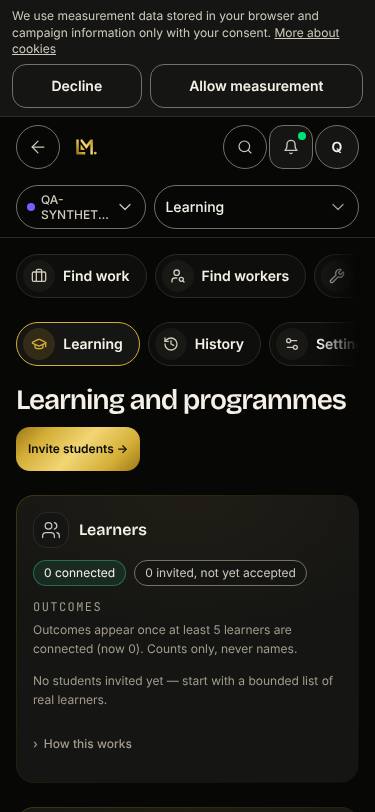 We use measurement data stored in your browser and
campaign information only with your consent. More about
cookies
Decline
Allow measurement
LM.
Q
QA-
SYNTHET...
Learning
Find work
Find workers
Learning
History
Learning and programmes
Invite students →
Learners
0 connected
0 invited, not yet accepted
OUTCOMES
Outcomes appear once at least 5 learners are
connected (now 0). Counts only, never names.
No students invited yet — start with a bounded list of
real learners.
› How this works